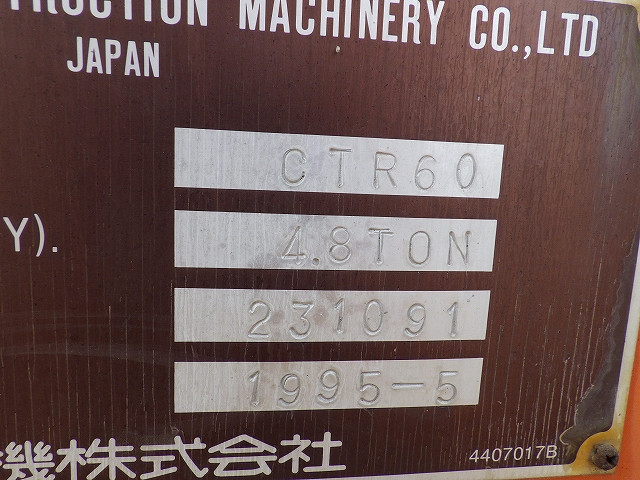 TRUCTION MACHINERY CO.,LTD
JAPAN
CTR60
Y). 4.8TON
231091
1995-5
機株式会社
4407017B